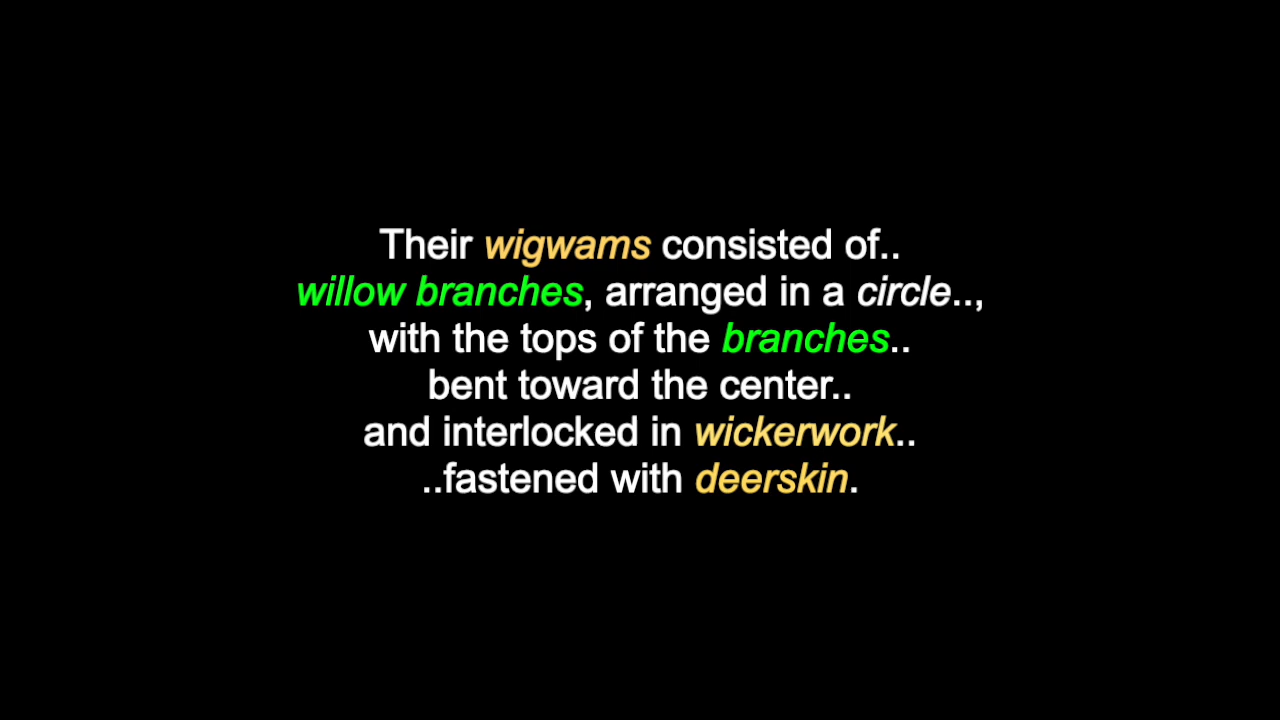 Their wigwams consisted of..
willow branches, arranged in a circle..,
with the tops of the branches..
bent toward the center..
and interlocked in wickerwork..
..fastened with deerskin.